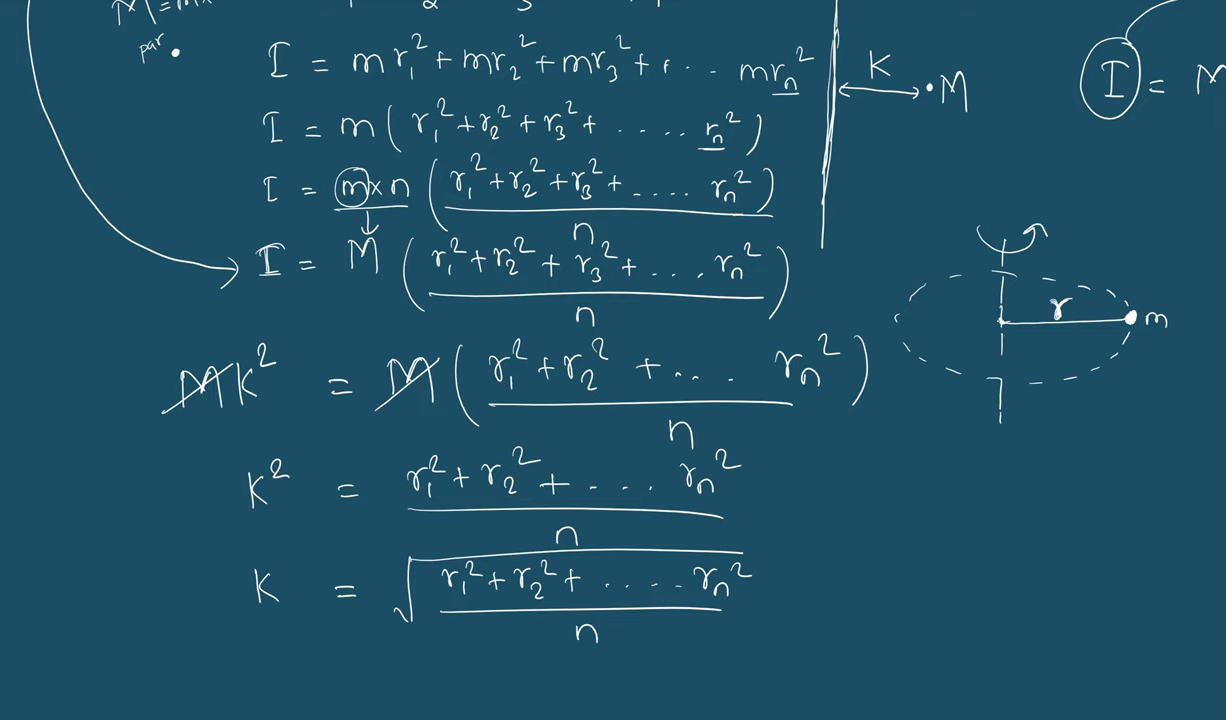 par
I = mr₁² + mr₂² + mr₃² + . . . mrₙ²
K
M
I = M
I = m ( r₁² + r₂² + r₃² + . . . . . rₙ² )
I = m × n ( r₁² + r₂² + r₃² + . . . . rₙ² ) / n
I = M ( r₁² + r₂² + r₃² + . . . . rₙ² ) / n
r
m
MK² = M ( r₁² + r₂² + . . . rₙ² ) / n
K² = r₁² + r₂² + . . . . rₙ² / n
K = √ r₁² + r₂² + . . . . . rₙ² / n